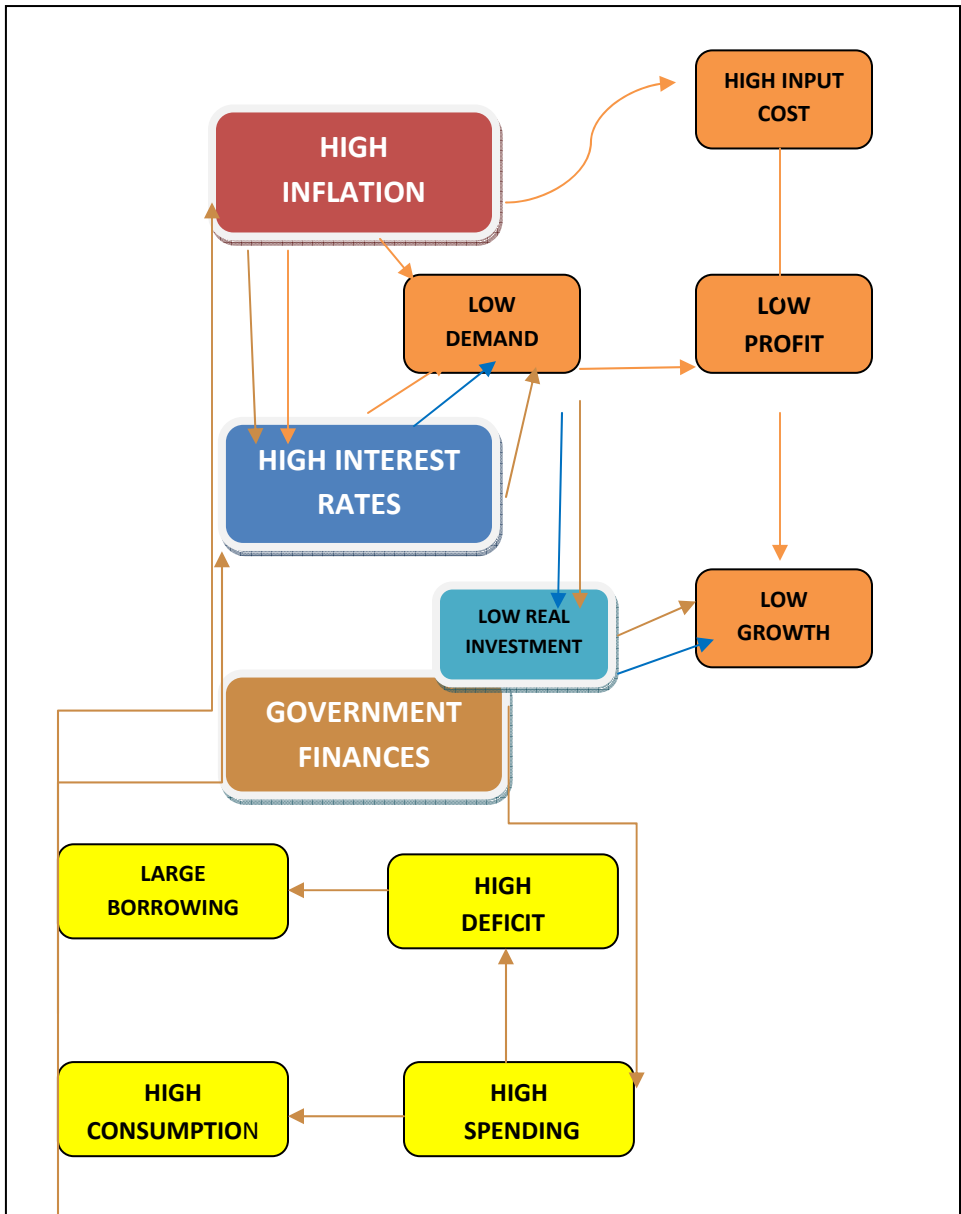 HIGH INPUT
COST
HIGH
INFLATION
LOW
DEMAND
LOW
PROFIT
HIGH INTEREST
RATES
LOW REAL
INVESTMENT
LOW
GROWTH
GOVERNMENT
FINANCES
LARGE
BORROWING
HIGH
DEFICIT
HIGH
CONSUMPTION
HIGH
SPENDING